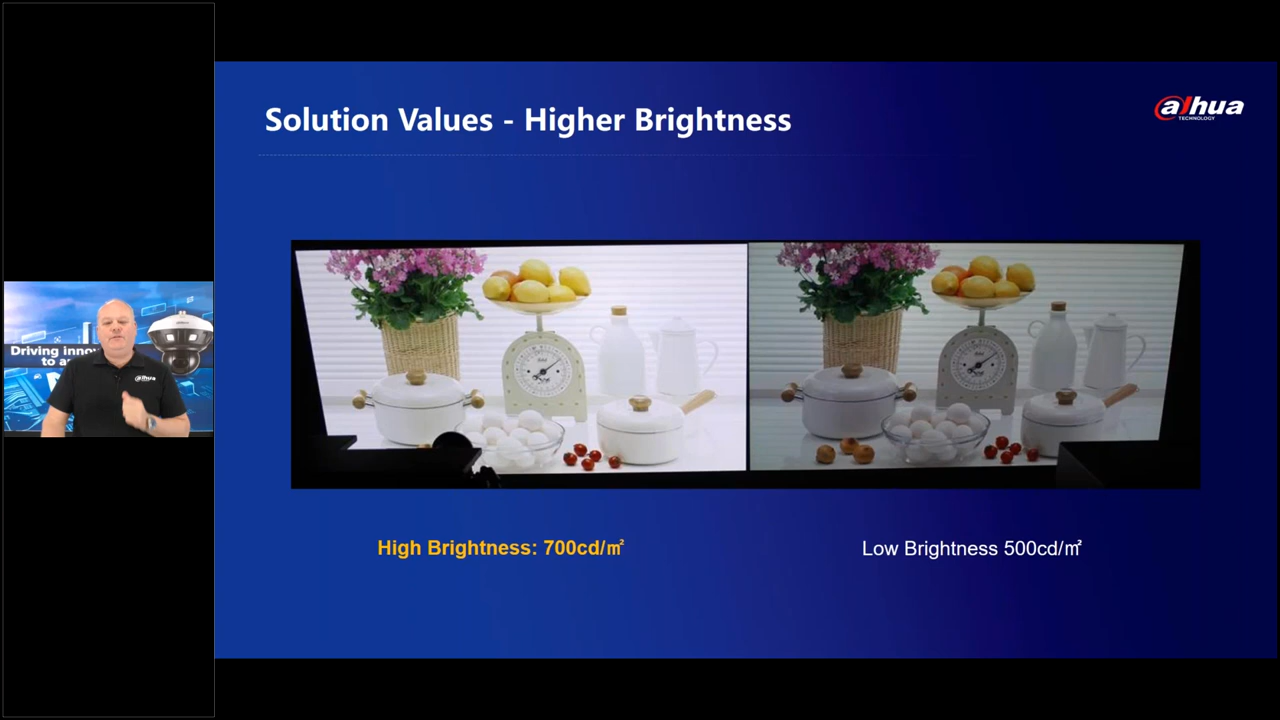 Solution Values - Higher Brightness
alhua
TECHNOLOGY
Driving inno
to a
alhua
High Brightness: 700cd/㎡
Low Brightness 500cd/㎡